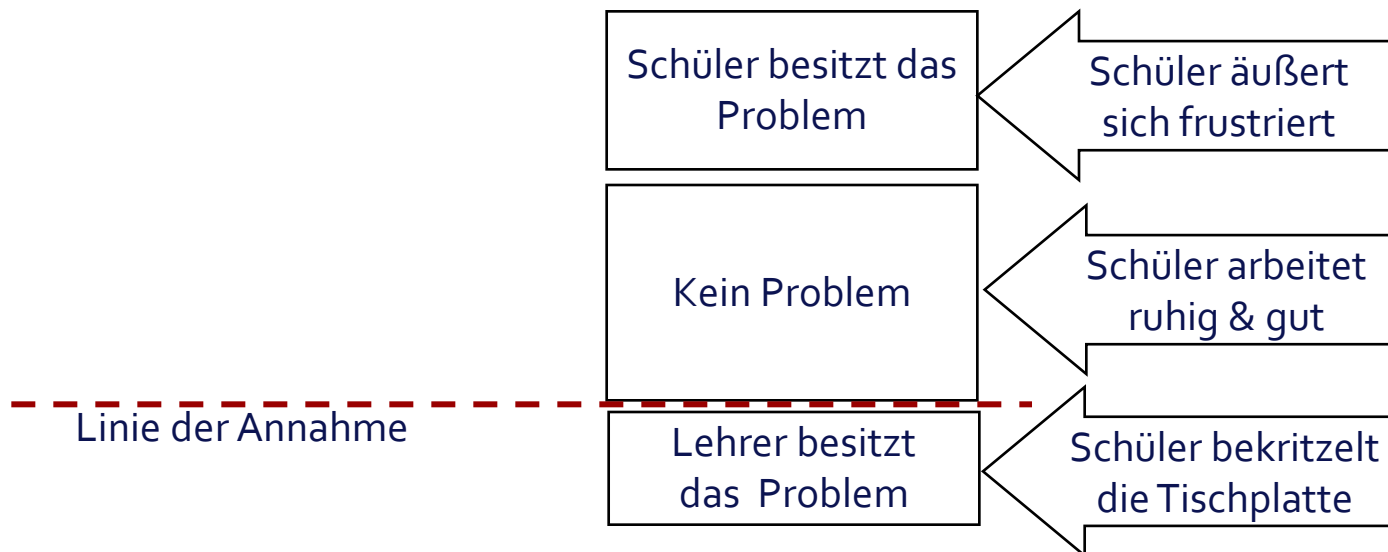 Schüler besitzt das
Problem
Schüler äußert
sich frustriert
Kein Problem
Schüler arbeitet
ruhig & gut
Linie der Annahme
Lehrer besitzt
das Problem
Schüler bekritzelt
die Tischplatte